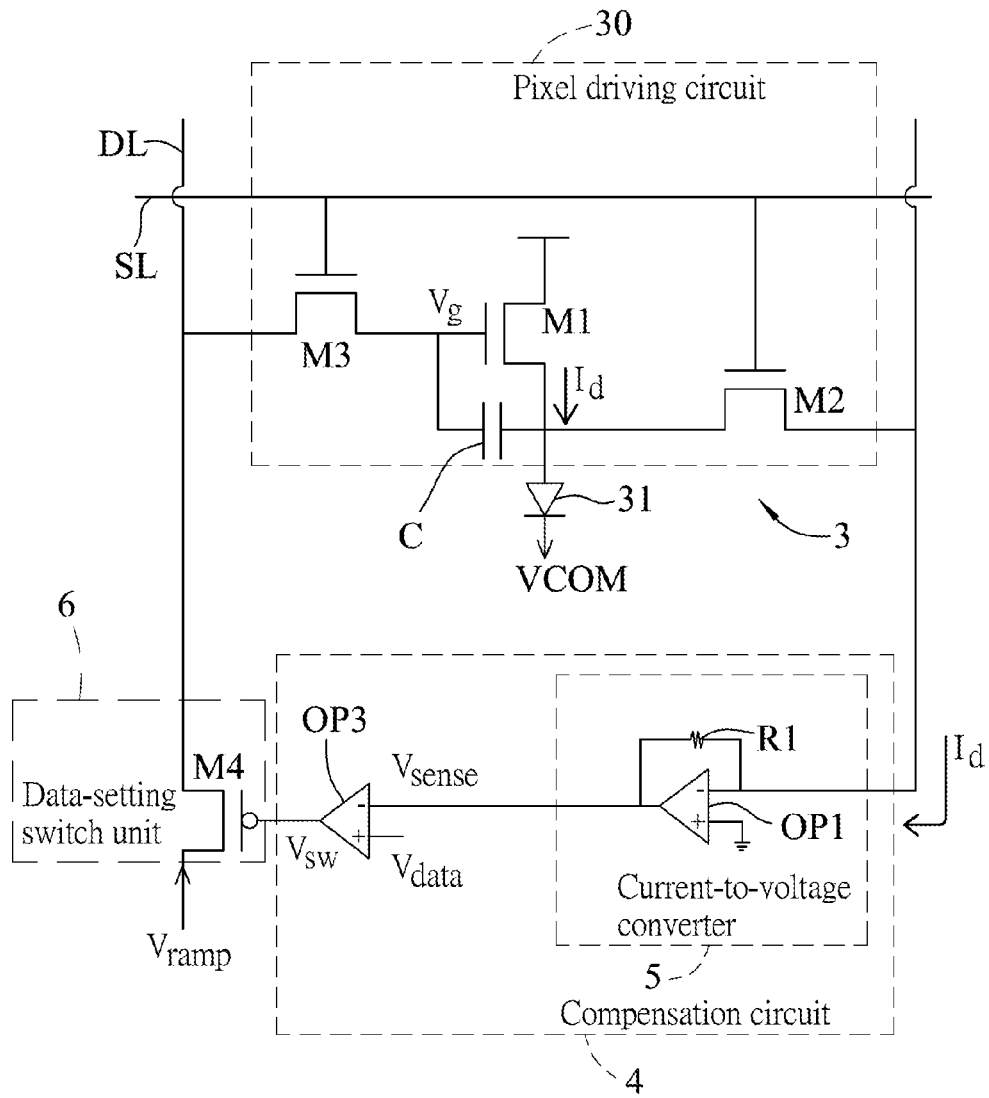 30
Pixel driving circuit
DL
SL
Vg
M1
M3
Id
M2
C
31
3
VCOM
6
OP3
R1
Id
M4
Vsense
Data-setting
switch unit
OP1
Vsw
Vdata
Current-to-voltage
converter
Vramp
5
Compensation circuit
4